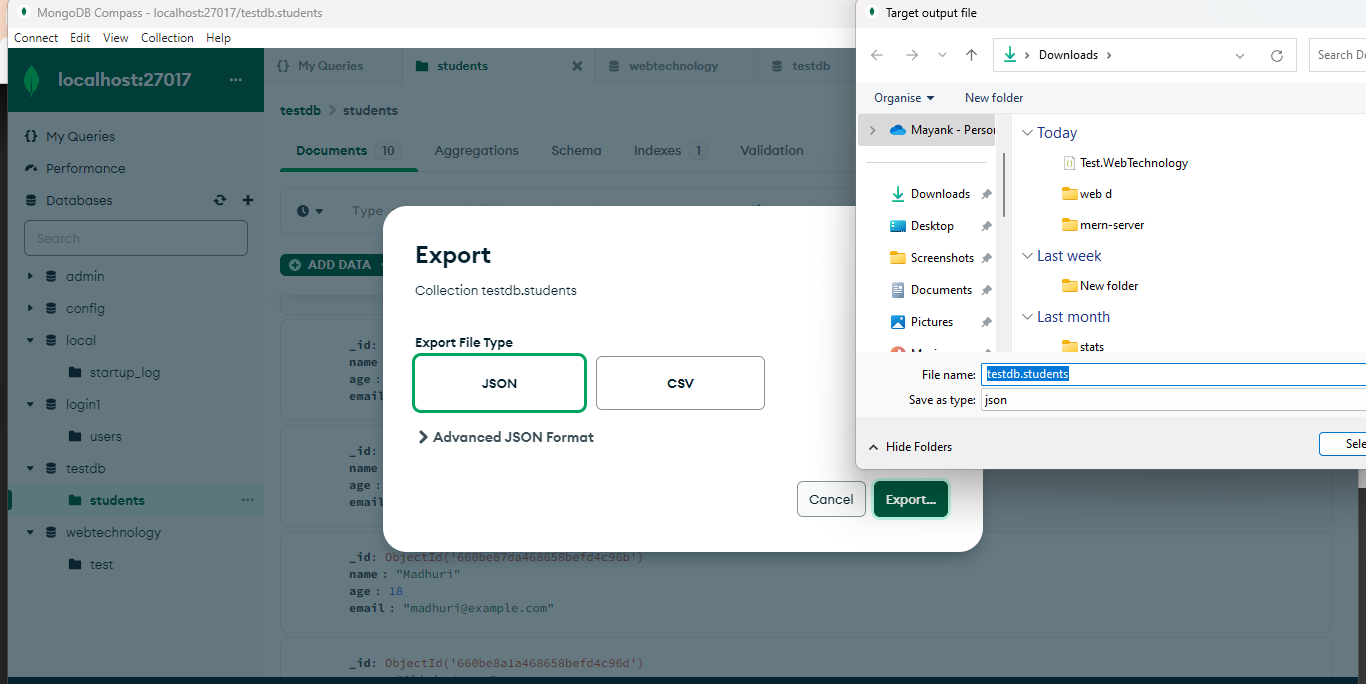 MongoDB Compass - localhost:27017/testdb.students
Connect Edit View Collection Help
localhost:27017 ...
{} My Queries
Performance
Databases
Search
admin
config
local
startup_log
login1
users
testdb
students ...
webtechnology
test
{} My Queries students webtechnology testdb
testdb > students
Documents 10 Aggregations Schema Indexes 1 Validation
Type
ADD DATA
_id:
name
age :
email
_id:
name
age :
email
_id: ObjectId('660be87da468658befd4c96b')
name : "Madhuri"
age : 18
email : "madhuri@example.com"
_id: ObjectId('660be8a1a468658befd4c96d')
Export
Collection testdb.students
Export File Type
JSON CSV
Advanced JSON Format
Cancel Export...
Target output file
Downloads
Search
Organise New folder
Mayank - Person
Downloads
Desktop
Screenshots
Documents
Pictures
Today
Test.WebTechnology
web d
mern-server
Last week
New folder
Last month
stats
File name: testdb.students
Save as type: json
Hide Folders
Sele